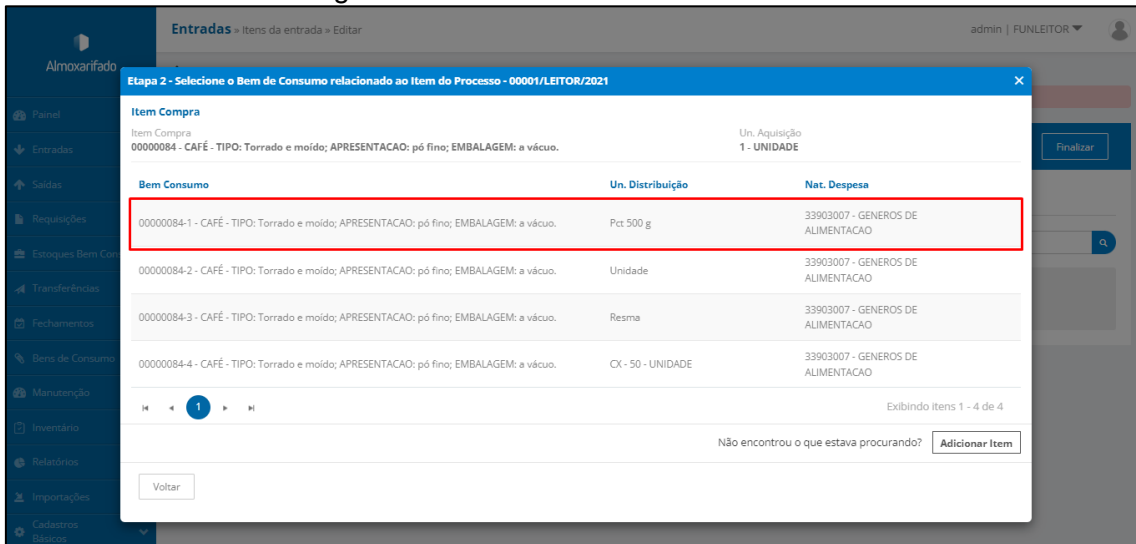 Entradas » Itens da entrada » Editar
admin | FUNLEITOR
Almoxarifado
Etapa 2 - Selecione o Bem de Consumo relacionado ao Item do Processo - 00001/LEITOR/2021
Painel
Entradas
Saídas
Requisições
Estoques Bem Con
Transferências
Fechamentos
Bens de Consumo
Manutenção
Inventário
Relatórios
Importações
Cadastros
Básicos
Finalizar
Item Compra
Item Compra
Un. Aquisição
00000084 - CAFÉ - TIPO: Torrado e moído; APRESENTACAO: pó fino; EMBALAGEM: a vácuo.
1 - UNIDADE
Bem Consumo
Un. Distribuição
Nat. Despesa
00000084-1 - CAFÉ - TIPO: Torrado e moído; APRESENTACAO: pó fino; EMBALAGEM: a vácuo.
Pct 500 g
33903007 - GENEROS DE
ALIMENTACAO
00000084-2 - CAFÉ - TIPO: Torrado e moído; APRESENTACAO: pó fino; EMBALAGEM: a vácuo.
Unidade
33903007 - GENEROS DE
ALIMENTACAO
00000084-3 - CAFÉ - TIPO: Torrado e moído; APRESENTACAO: pó fino; EMBALAGEM: a vácuo.
Resma
33903007 - GENEROS DE
ALIMENTACAO
00000084-4 - CAFÉ - TIPO: Torrado e moído; APRESENTACAO: pó fino; EMBALAGEM: a vácuo.
CX - 50 - UNIDADE
33903007 - GENEROS DE
ALIMENTACAO
1
Exibindo itens 1 - 4 de 4
Não encontrou o que estava procurando?
Adicionar Item
Voltar